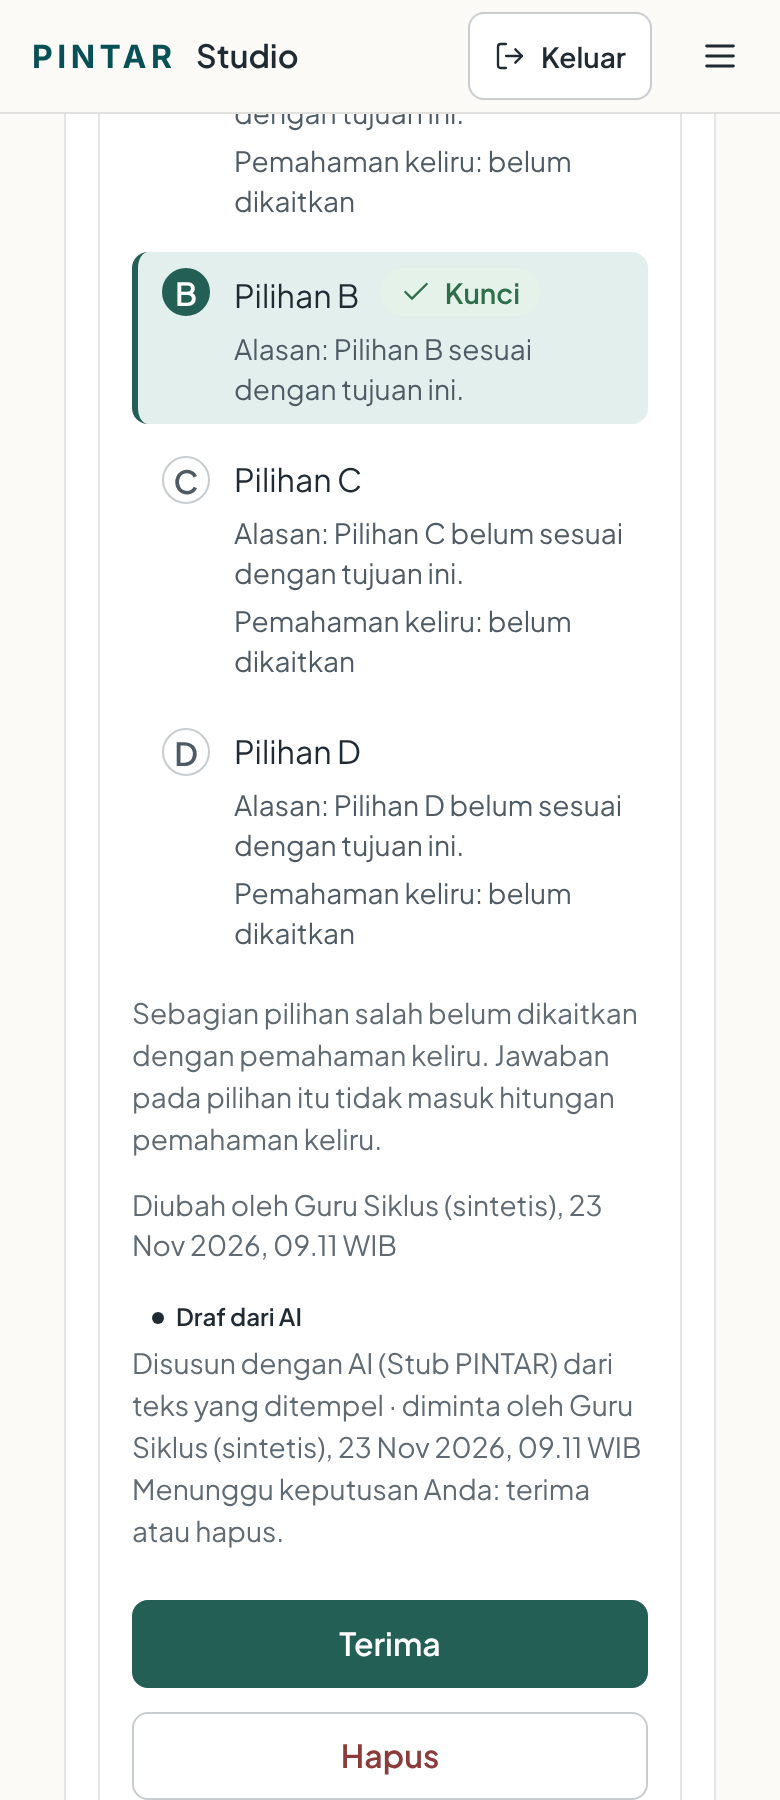 PINTAR Studio
Keluar
dengan tujuan ini.
Pemahaman keliru: belum
dikaitkan
B Pilihan B Kunci
Alasan: Pilihan B sesuai
dengan tujuan ini.
C Pilihan C
Alasan: Pilihan C belum sesuai
dengan tujuan ini.
Pemahaman keliru: belum
dikaitkan
D Pilihan D
Alasan: Pilihan D belum sesuai
dengan tujuan ini.
Pemahaman keliru: belum
dikaitkan
Sebagian pilihan salah belum dikaitkan
dengan pemahaman keliru. Jawaban
pada pilihan itu tidak masuk hitungan
pemahaman keliru.
Diubah oleh Guru Siklus (sintetis), 23
Nov 2026, 09.11 WIB
Draf dari AI
Disusun dengan AI (Stub PINTAR) dari
teks yang ditempel · diminta oleh Guru
Siklus (sintetis), 23 Nov 2026, 09.11 WIB
Menunggu keputusan Anda: terima
atau hapus.
Terima
Hapus